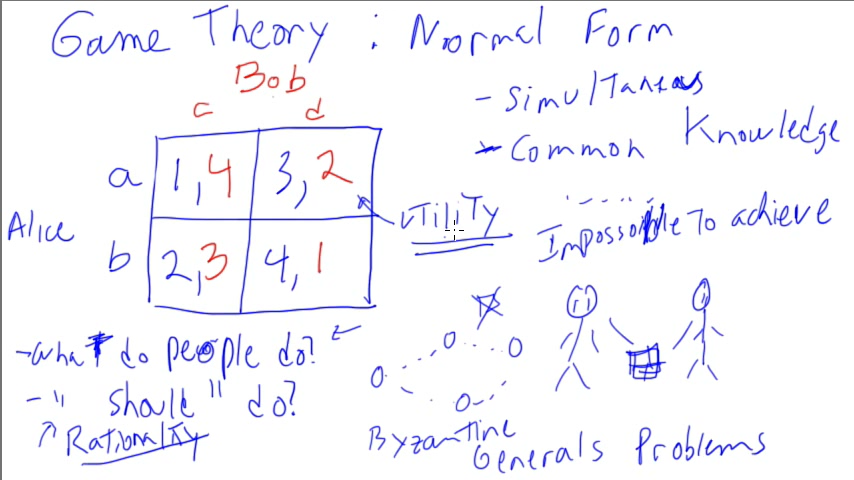 Game Theory : Normal Form
Bob
c d
a 1,4 3,2
Alice
b 2,3 4,1
- Simultaneous
- Common Knowledge
UTiliTy
Impossible To achieve
- What do people do?
- " should " do?
Rationality
Byzantine Generals Problems